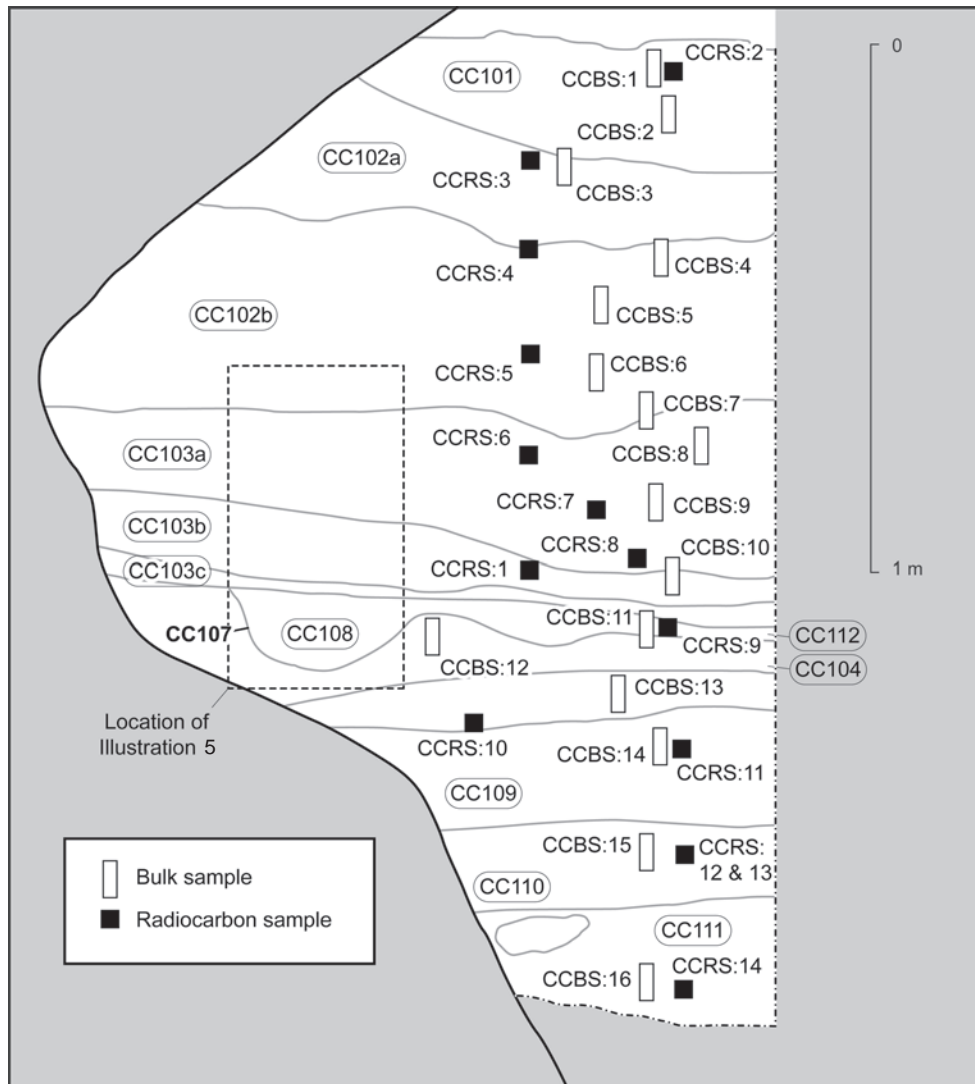 0
CCRS:2
CC101
CCBS:1
CCBS:2
CC102a
CCRS:3
CCBS:3
CCRS:4
CCBS:4
CC102b
CCBS:5
CCRS:5
CCBS:6
CCBS:7
CCRS:6
CCBS:8
CC103a
CCRS:7
CCBS:9
CC103b
CCRS:8
CCBS:10
CC103c
CCRS:1
1 m
CCBS:11
CC107
CC108
CC112
CCRS:9
CCBS:12
CC104
CCBS:13
Location of
Illustration 5
CCRS:10
CCBS:14
CCRS:11
CC109
CCBS:15
CCRS:
12 & 13
Bulk sample
CC110
Radiocarbon sample
CC111
CCRS:14
CCBS:16